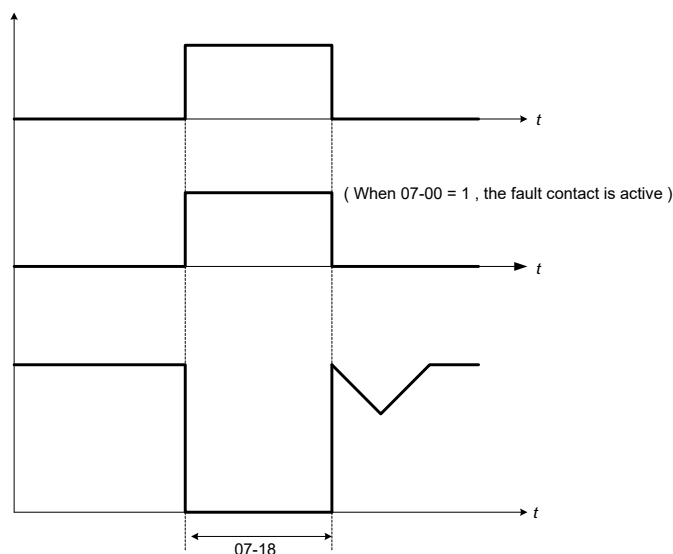 t
( When 07-00 = 1 , the fault contact is active )
t
t
07-18